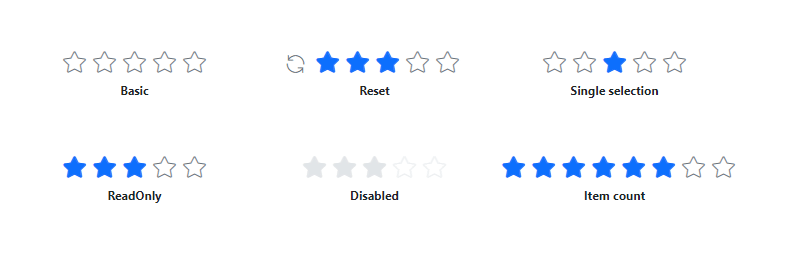 Basic
Reset
Single selection
ReadOnly
Disabled
Item count